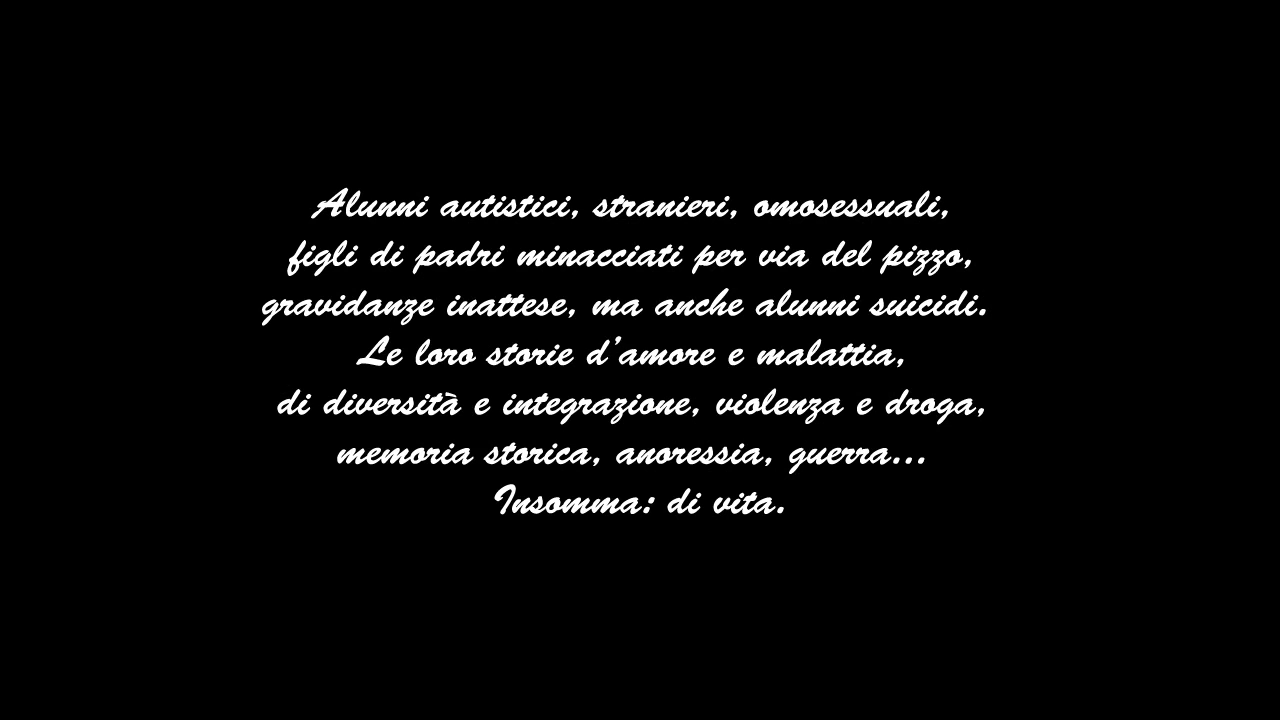 Alunni autistici, stranieri, omosessuali,
figli di padri minacciati per via del pizzo,
gravidanze inattese, ma anche alunni suicidi.
Le loro storie d’amore e malattia,
di diversità e integrazione, violenza e droga,
memoria storica, anoressia, guerra...
Insomma: di vita.